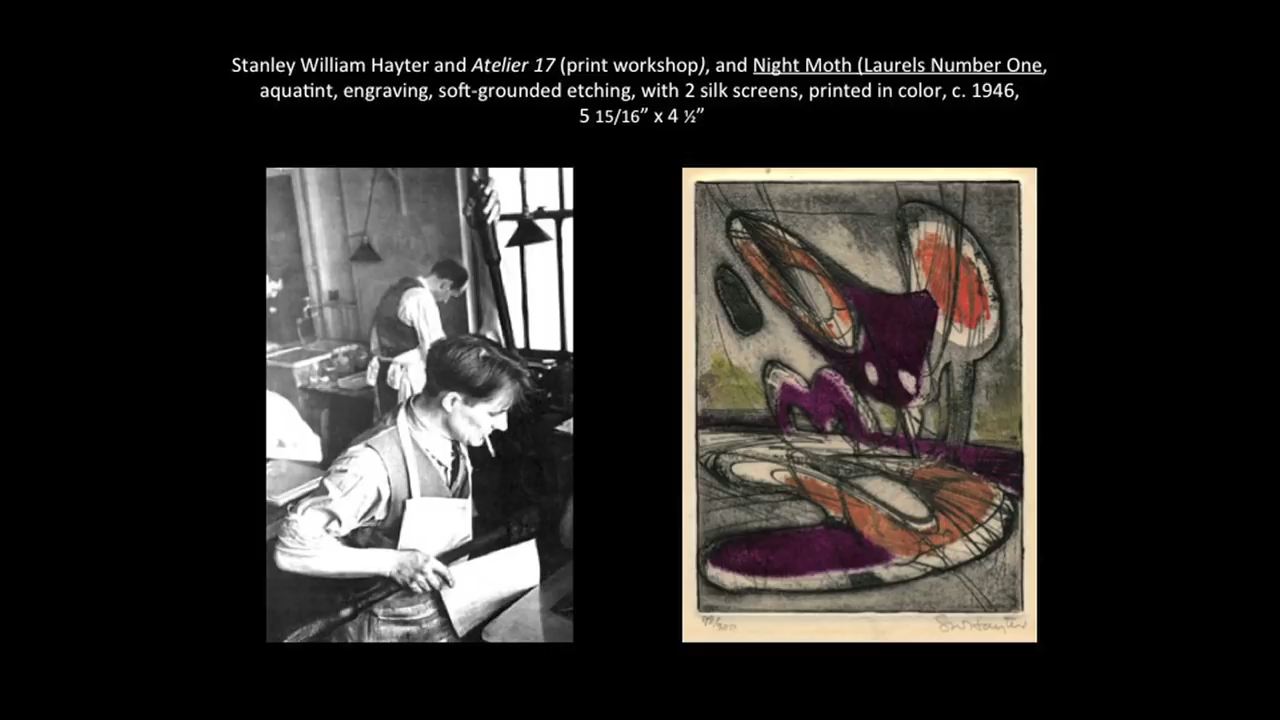 Stanley William Hayter and Atelier 17 (print workshop), and Night Moth (Laurels Number One,
aquatint, engraving, soft-grounded etching, with 2 silk screens, printed in color, c. 1946,
5 15/16” x 4 ½”